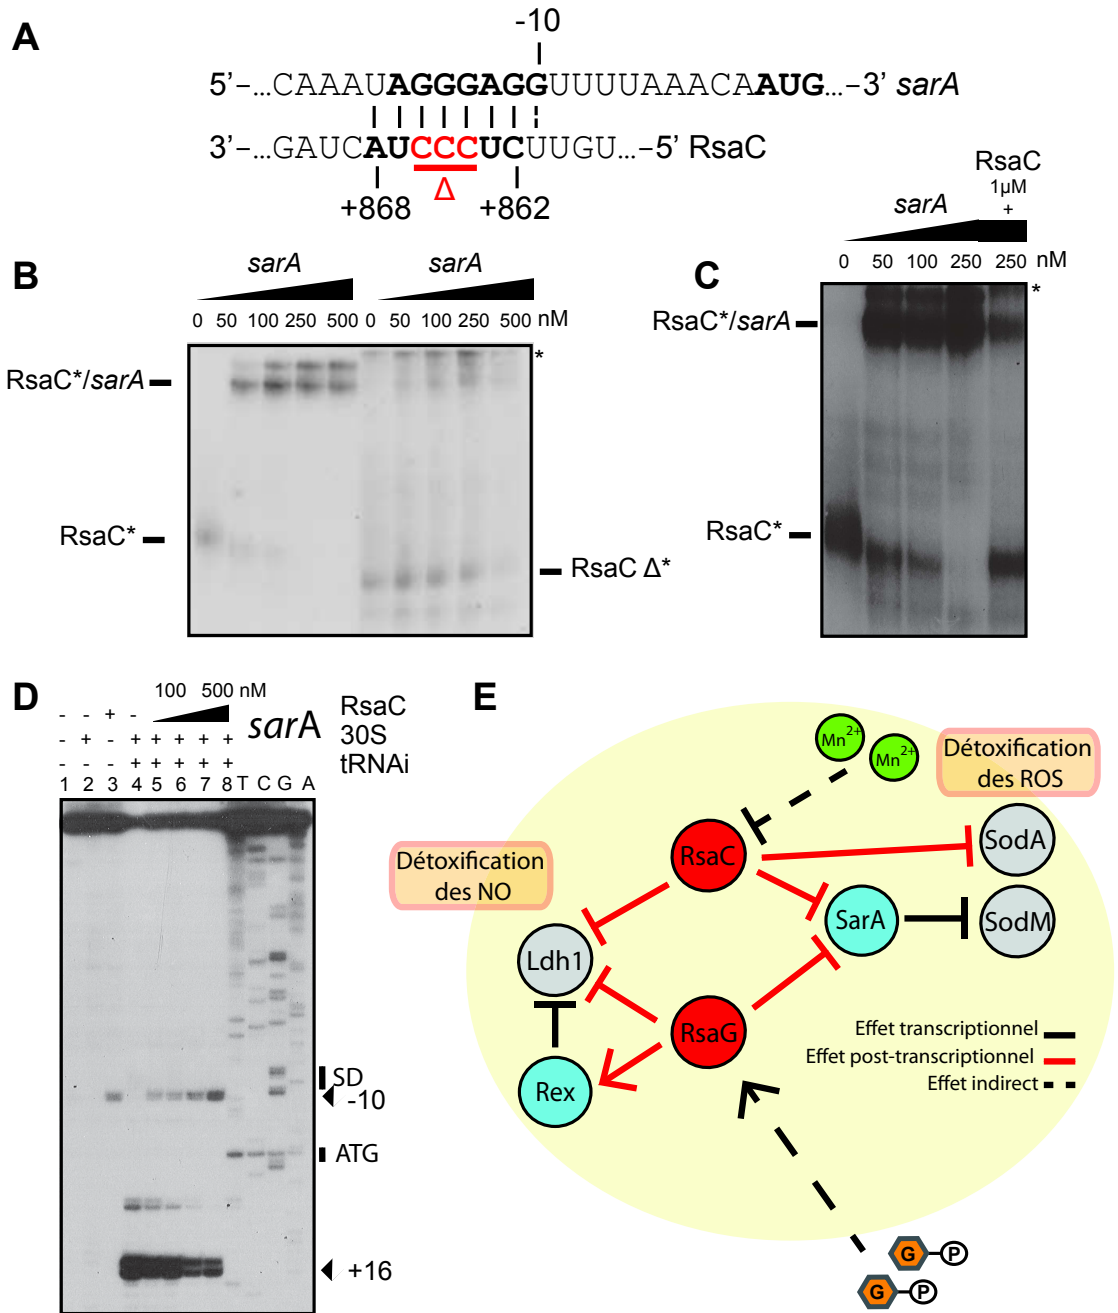 A
-10
5’–...CAAAUAGGGAGGUUUUAAACAAUG...–3’ sarA
3’–...GAUCAUCCCUCUUGU...–5’ RsaC
Δ
+868
+862
B
sarA
sarA
0 50 100 250 500 0 50 100 250 500 nM
*
RsaC*/sarA
RsaC*
RsaC Δ*
C
sarA
RsaC
1µM
+
0 50 100 250 250 nM
*
RsaC*/sarA
RsaC*
D
100 500 nM
- - + - RsaC
- + - + + + + + 30S
- - - + + + + + tRNAi
sarA
1 2 3 4 5 6 7 8 T C G A
SD
-10
ATG
+16
E
Mn2+
Mn2+
Détoxification
des ROS
RsaC
SodA
Détoxification
des NO
SarA
SodM
Ldh1
RsaG
Rex
Effet transcriptionnel
Effet post-transcriptionnel
Effet indirect
G P
G P